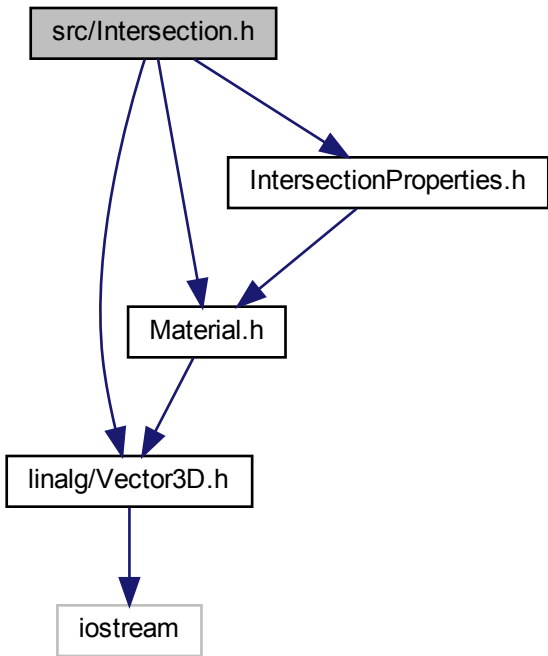 src/Intersection.h
IntersectionProperties.h
Material.h
linalg/Vector3D.h
iostream